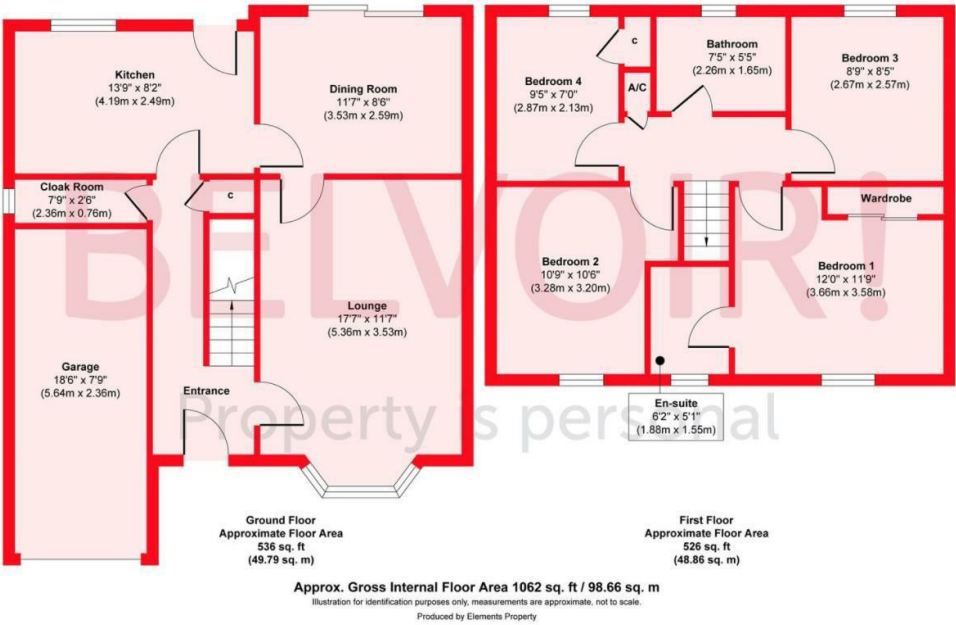 Kitchen
13'9" x 8'2"
(4.19m x 2.49m)
Dining Room
11'7" x 8'6"
(3.53m x 2.59m)
Cloak Room
7'9" x 2'6"
(2.36m x 0.76m)
c
Lounge
17'7" x 11'7"
(5.36m x 3.53m)
Garage
18'6" x 7'9"
(5.64m x 2.36m)
Entrance
Bedroom 4
9'5" x 7'0"
(2.87m x 2.13m)
c
A/C
Bathroom
7'5" x 5'5"
(2.26m x 1.65m)
Bedroom 3
8'9" x 8'5"
(2.67m x 2.57m)
Wardrobe
Bedroom 2
10'9" x 10'6"
(3.28m x 3.20m)
Bedroom 1
12'0" x 11'9"
(3.66m x 3.58m)
En-suite
6'2" x 5'1"
(1.88m x 1.55m)
BELVOIR!
Property is personal
Ground Floor
Approximate Floor Area
536 sq. ft
(49.79 sq. m)
First Floor
Approximate Floor Area
526 sq. ft
(48.86 sq. m)
Approx. Gross Internal Floor Area 1062 sq. ft / 98.66 sq. m
Illustration for identification purposes only, measurements are approximate, not to scale.
Produced by Elements Property